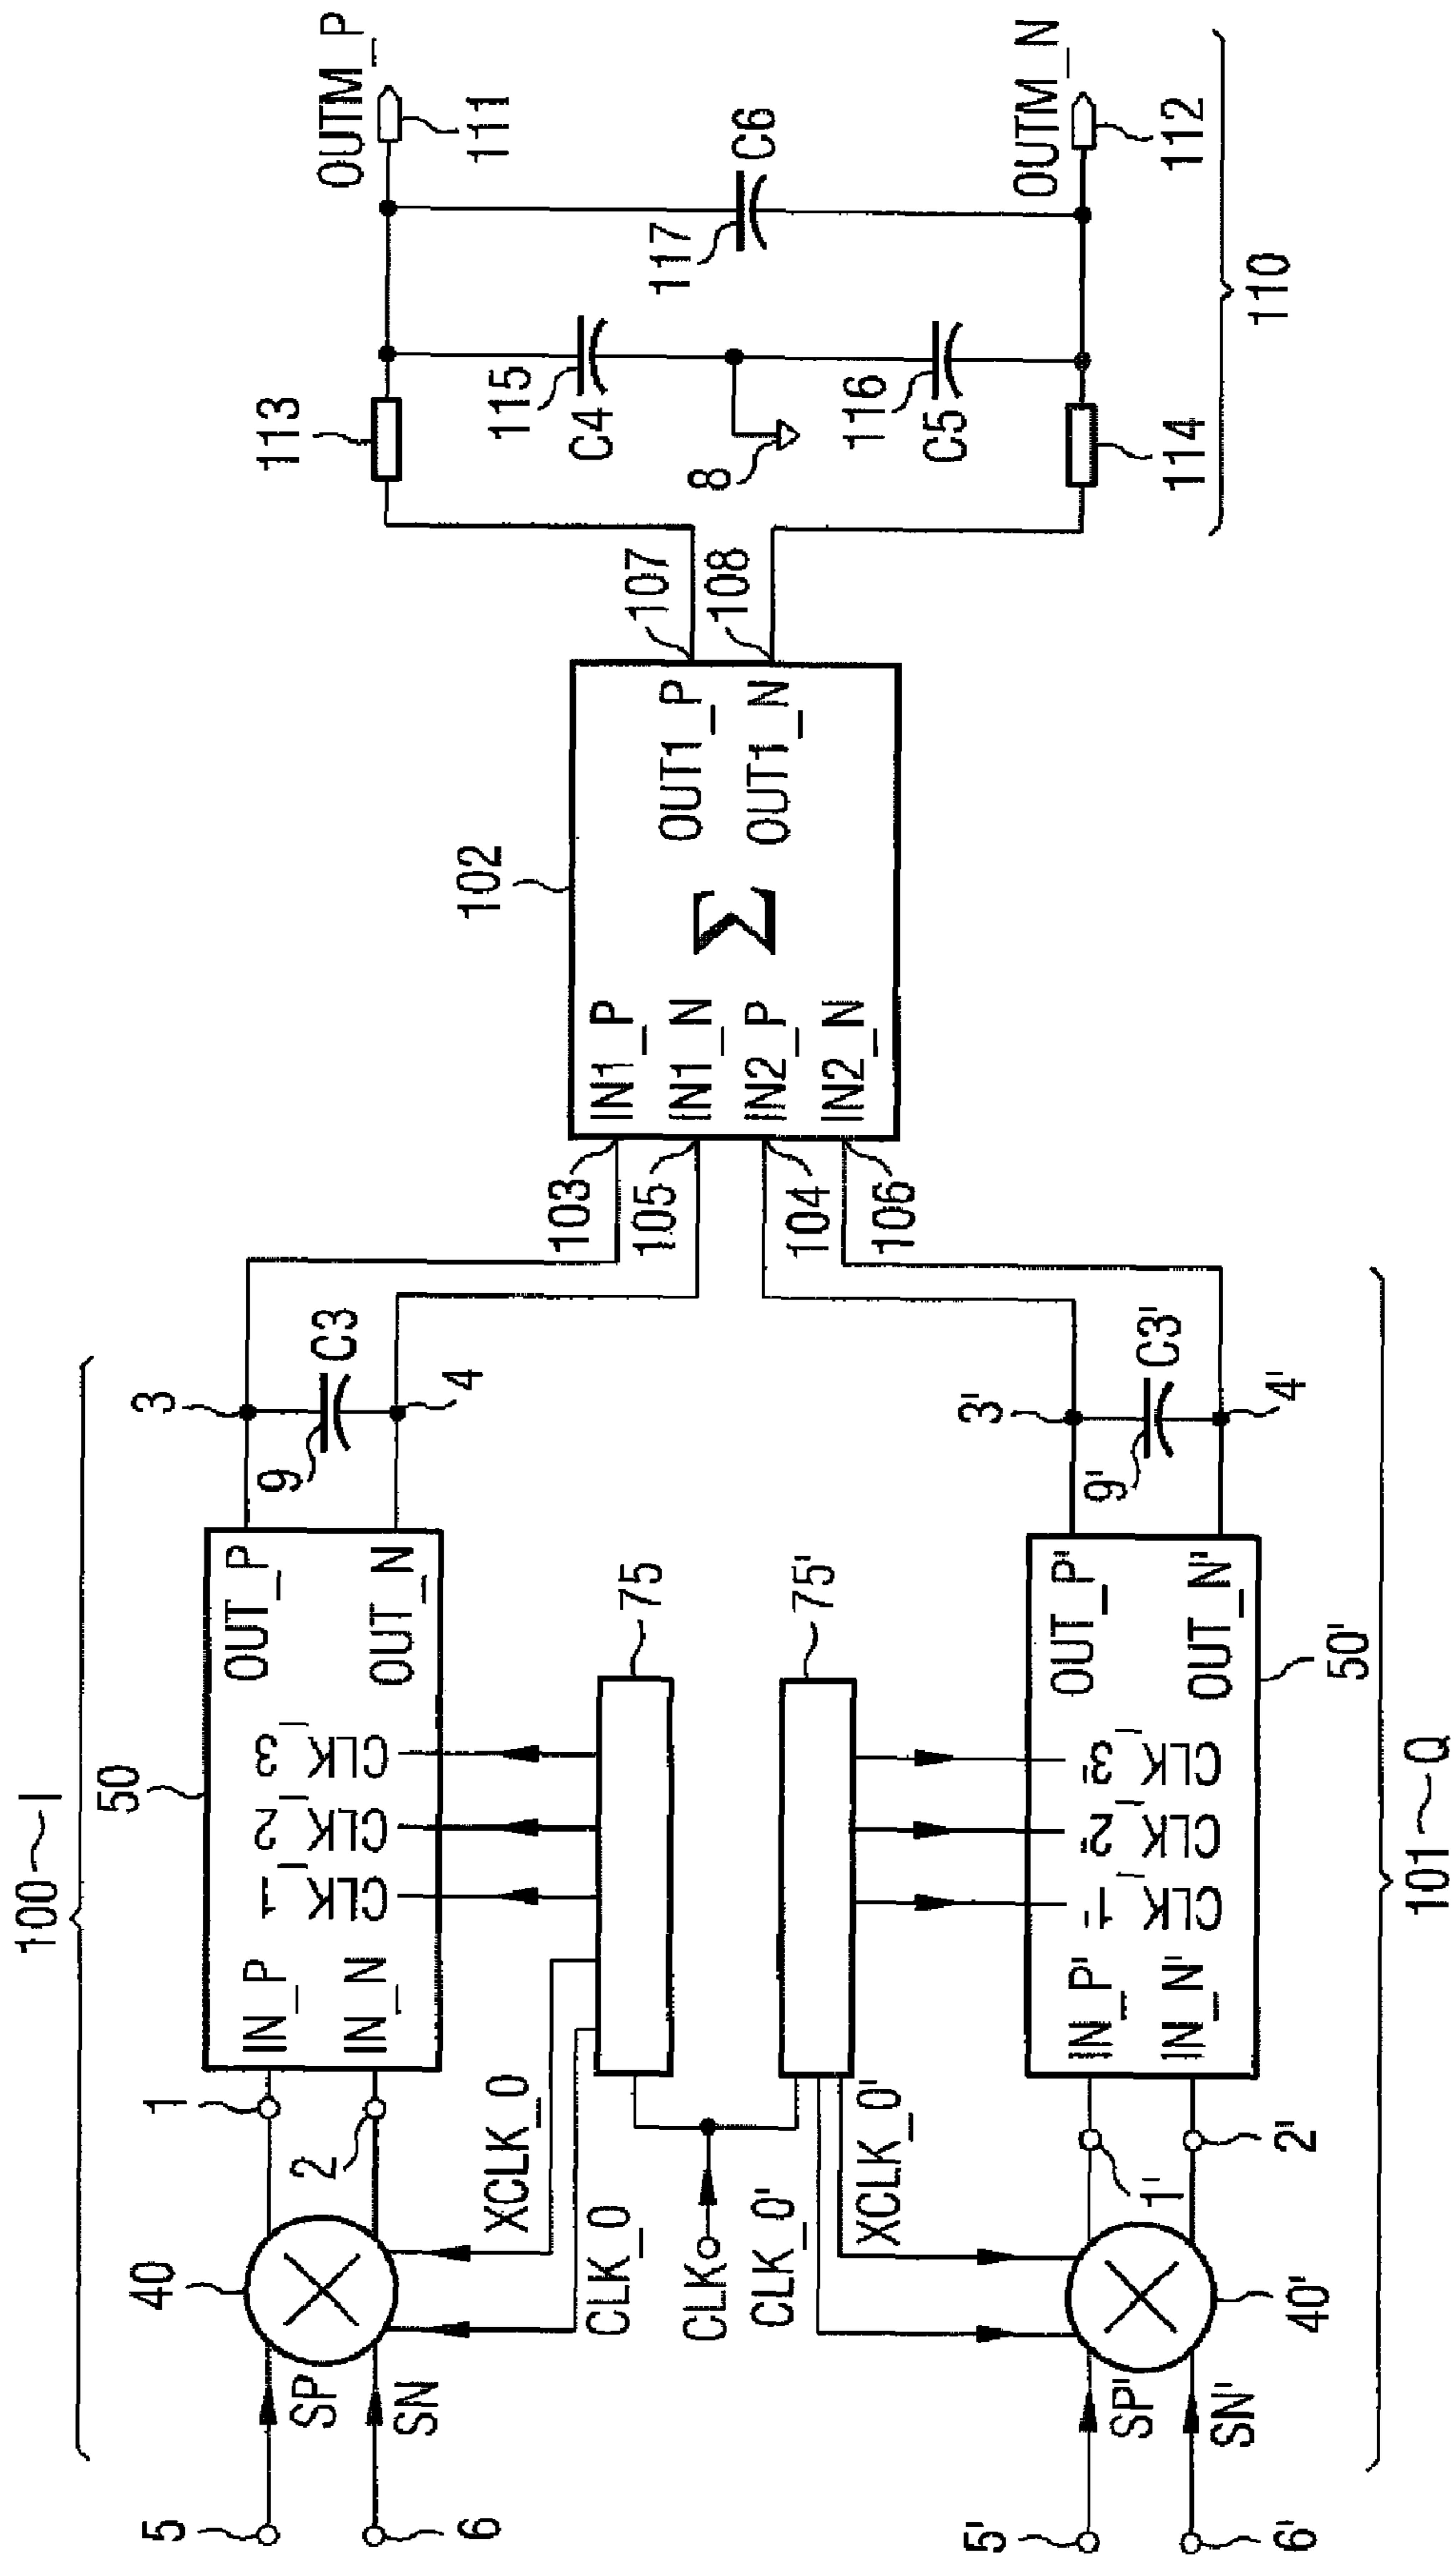 100 I
50
5
6
SP
SN
40
1
2
IN_P
IN_N
CLK_1
CLK_2
CLK_3
OUT_P
OUT_N
3
9
C3
4
XCLK_0
CLK_0
CLK
75
75'
CLK_0'
XCLK_0'
5'
6'
SP'
SN'
40'
1'
2'
IN_P'
IN_N'
CLK_1'
CLK_2'
CLK_3'
OUT_P'
OUT_N'
50'
3'
9'
C3'
4'
101 Q
103
105
104
106
102
IN1_P
IN1_N
IN2_P
IN2_N
Σ
OUT1_P
OUT1_N
107
108
113
115
C4
8
116
C5
114
117
C6
OUTM_P
111
OUTM_N
112
110